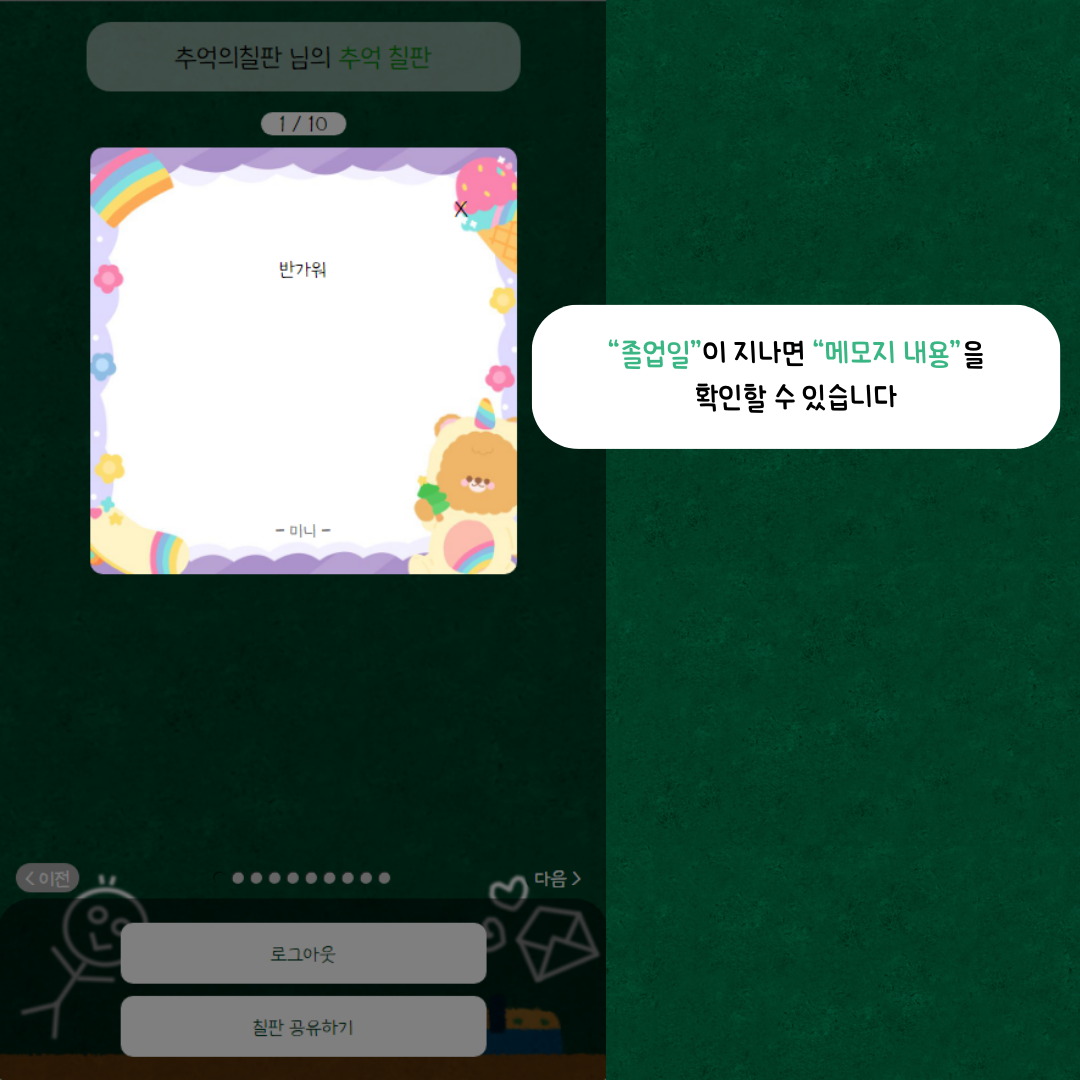 추억의칠판 님의 추억 칠판
1 / 10
X
반가워
- 미니 -
“졸업일”이 지나면 “메모지 내용”을
확인할 수 있습니다
< 이전
다음 >
로그아웃
칠판 공유하기